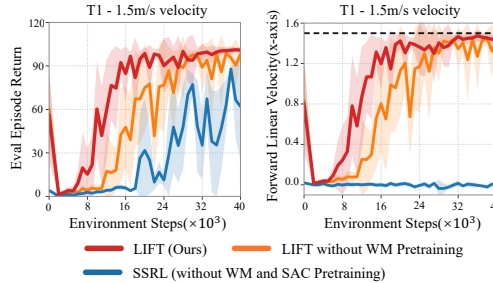 T1 - 1.5m/s velocity
Eval Episode Return
120
90
60
30
0
0 8 16 24 32 40
Environment Steps(×10³)
T1 - 1.5m/s velocity
Forward Linear Velocity(x-axis)
1.6
1.2
0.8
0.4
0.0
0 8 16 24 32 40
Environment Steps(×10³)
LIFT (Ours)
LIFT without WM Pretraining
SSRL (without WM and SAC Pretraining)